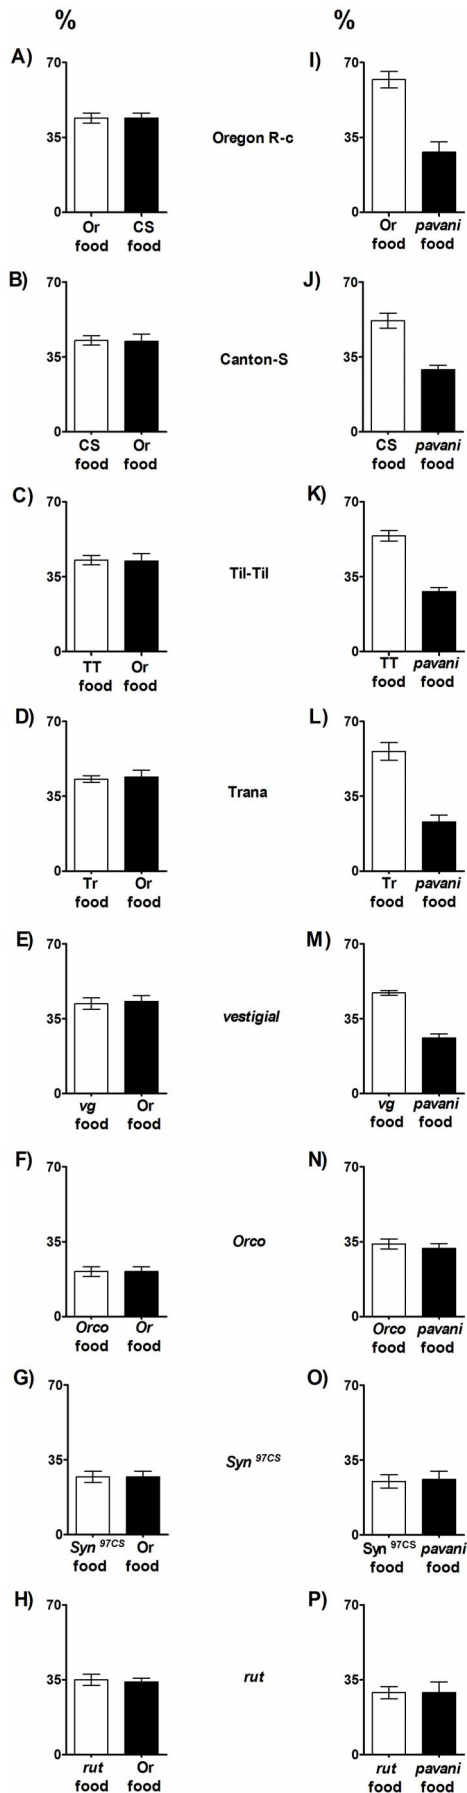 % %
A) I)
70 70
35 Oregon R-c 35
0 0
Or CS Or pavani
food food food food
B) J)
70 70
35 Canton-S 35
0 0
CS Or CS pavani
food food food food
C) K)
70 70
35 Til-Til 35
0 0
TT Or TT pavani
food food food food
D) L)
70 70
35 Trana 35
0 0
Tr Or Tr pavani
food food food food
E) M)
70 70
35 vestigial 35
0 0
vg Or vg pavani
food food food food
F) N)
70 70
35 Orco 35
0 0
Orco Or Orco pavani
food food food food
G) O)
70 70
35 Syn 97CS 35
0 0
Syn 97CS Or Syn 97CS pavani
food food food food
H) P)
70 70
35 rut 35
0 0
rut Or rut pavani
food food food food